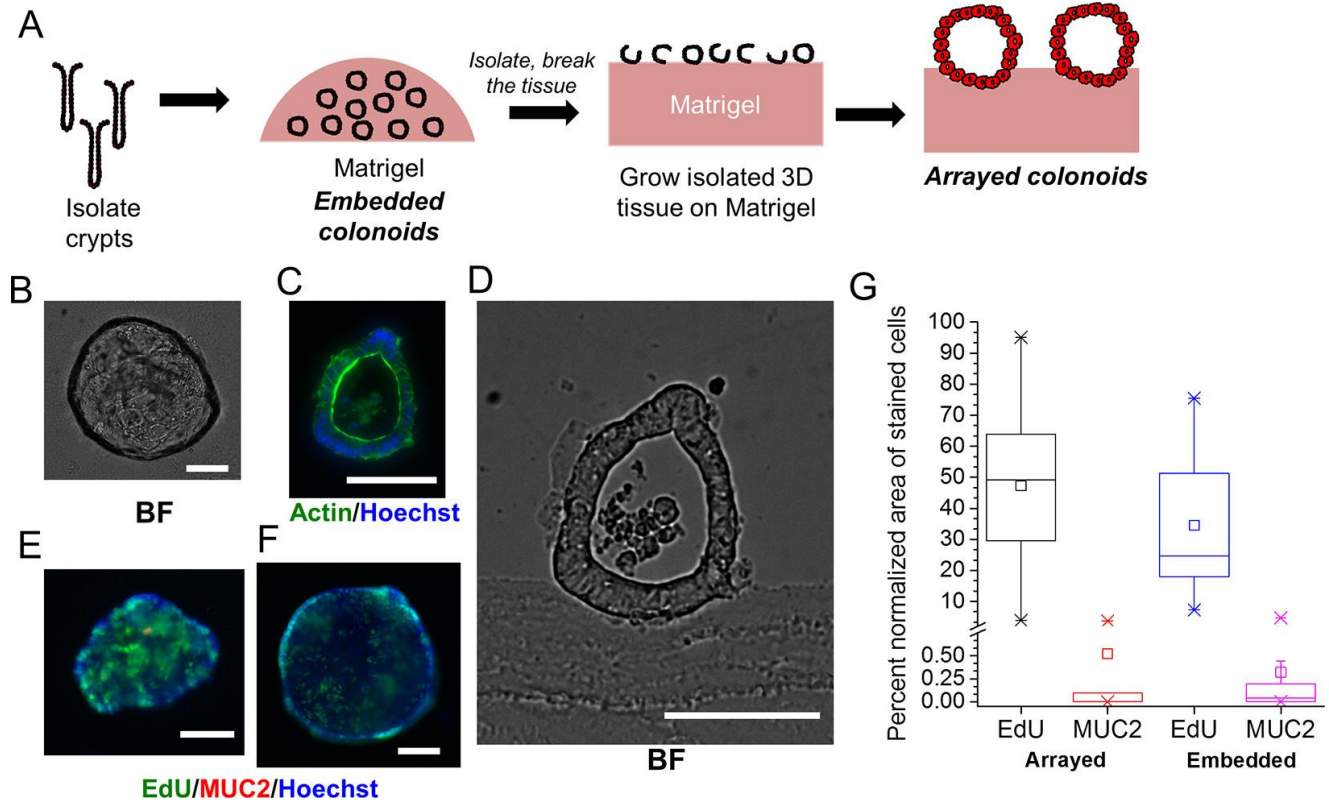 A
Isolate
crypts
Matrigel
Embedded
colonoids
Isolate, break
the tissue
Matrigel
Grow isolated 3D
tissue on Matrigel
Arrayed colonoids
B
BF
C
Actin/Hoechst
D
BF
E
F
EdU/MUC2/Hoechst
G
Percent normalized area of stained cells
100
90
80
70
60
50
40
30
20
10
0.50
0.25
0.00
EdU MUC2 EdU MUC2
Arrayed Embedded